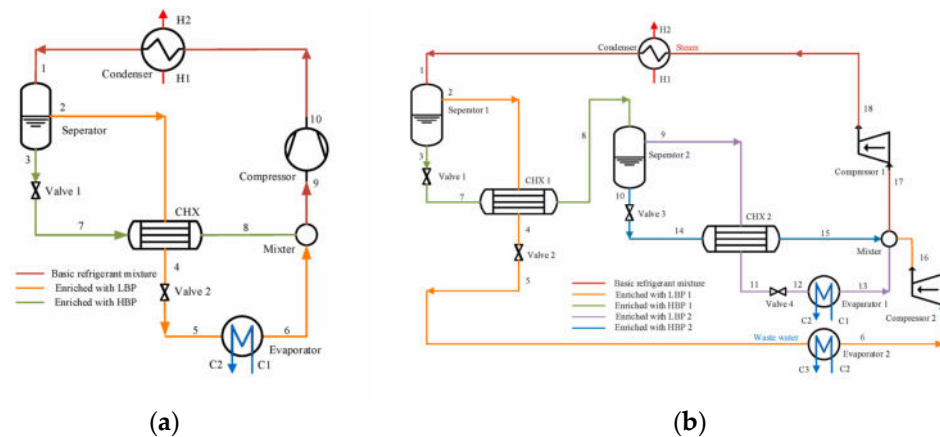 H2
Condenser
H1
1
2
Seperator
3
Valve 1
7
CHX
8
4
Valve 2
5
6
Evaporator
C2
C1
Mixter
9
Compressor
10
Basic refrigerant mixture
Enriched with LBP
Enriched with HBP
(a)
H2
Condenser
Steam
H1
1
2
Seperator 1
3
Valve 1
7
CHX 1
8
4
Valve 2
5
Seperator 2
9
10
Valve 3
14
CHX 2
15
11
Valve 4
12
13
Evaporator 1
C2
C1
Mixter
16
Compressor 2
17
Compressor 1
18
Basic refrigerant mixture
Enriched with LBP 1
Enriched with HBP 1
Enriched with LBP 2
Enriched with HBP 2
Waste water
6
Evaporator 2
C3
C2
(b)